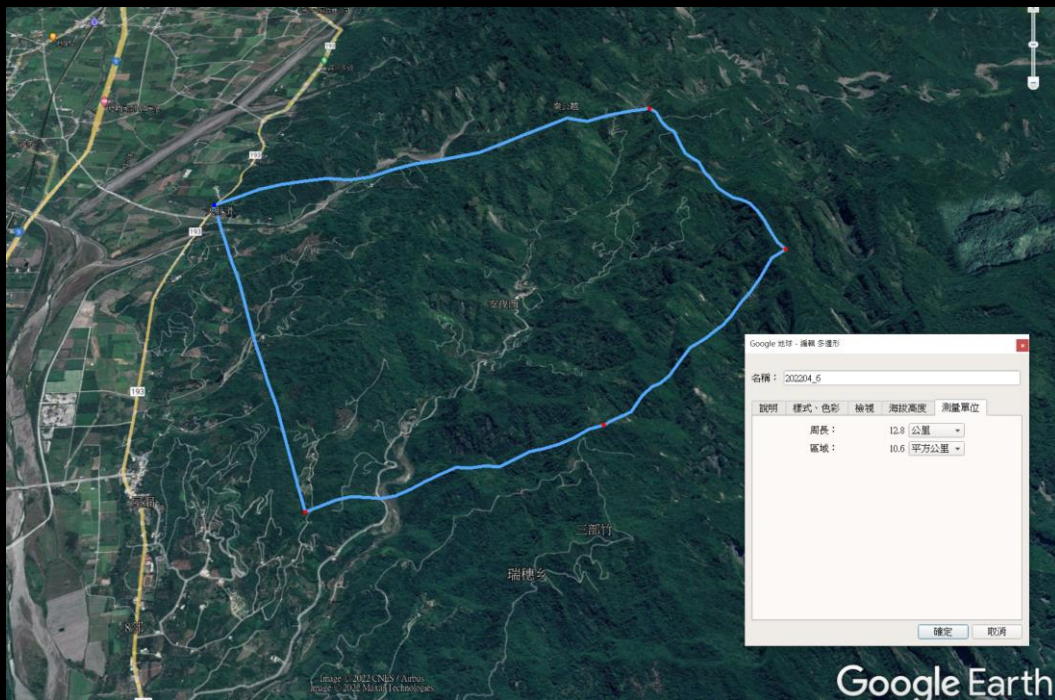 193
193
193
193
Google 地球 - 編輯 多邊形
名稱：
202204_6
說明
樣式、色彩
檢視
海拔高度
測量單位
周長：
12.8
公里
區域：
10.6
平方公里
三部竹
瑞穗乡
確定
取消
Image © 2022 CNES / Airbus
Image © 2022 Maxar Technologies
Google Earth